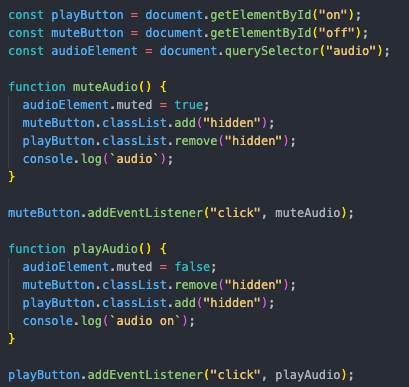 const playButton = document.getElementById("on");
const muteButton = document.getElementById("off");
const audioElement = document.querySelector("audio");

function muteAudio() {
  audioElement.muted = true;
  muteButton.classList.add("hidden");
  playButton.classList.remove("hidden");
  console.log(`audio`);
}

muteButton.addEventListener("click", muteAudio);

function playAudio() {
  audioElement.muted = false;
  muteButton.classList.remove("hidden");
  playButton.classList.add("hidden");
  console.log(`audio on`);
}

playButton.addEventListener("click", playAudio);